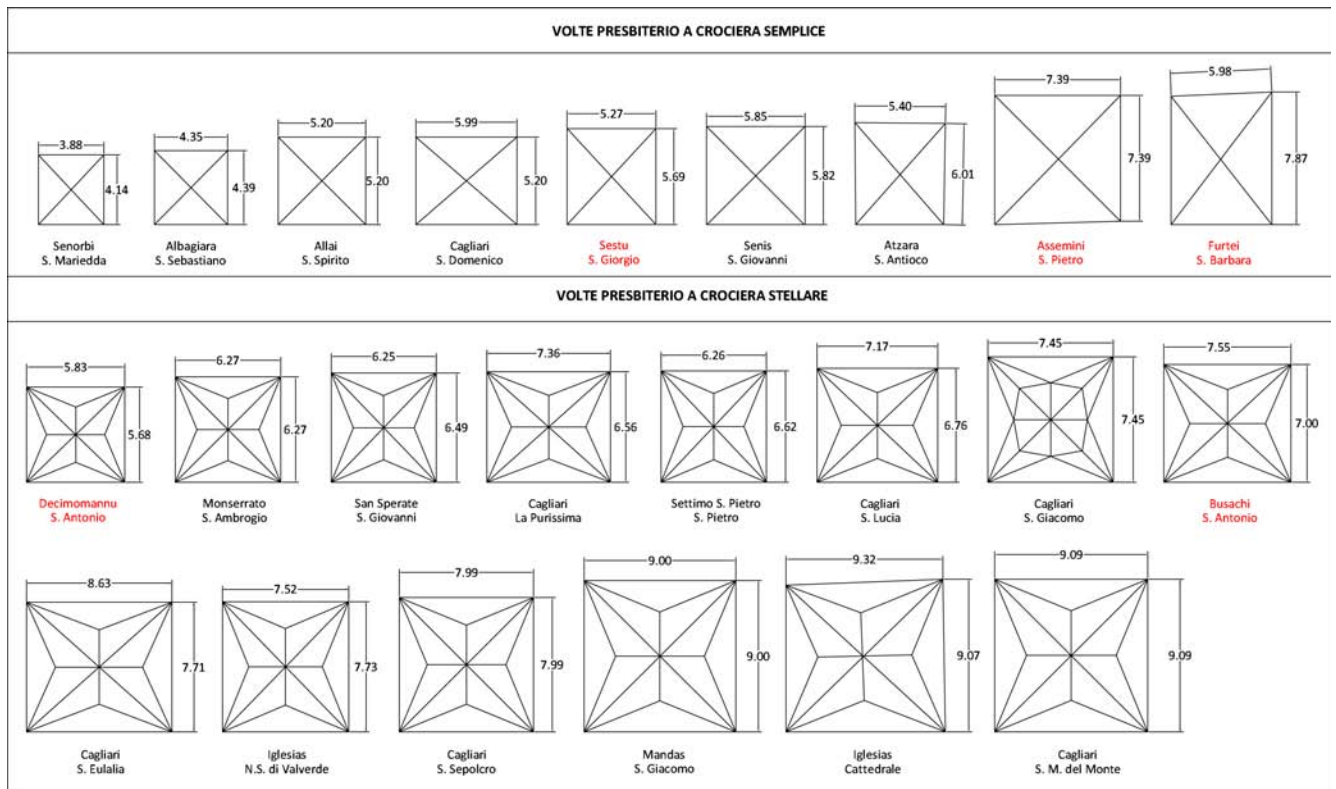 VOLTE PRESBITERIO A CROCIERA SEMPLICE
3.88
4.14
Senorbi
S. Mariedda
4.35
4.39
Albagiara
S. Sebastiano
5.20
5.20
Allai
S. Spirito
5.99
5.20
Cagliari
S. Domenico
5.27
5.69
Sestu
S. Giorgio
5.85
5.82
Senis
S. Giovanni
5.40
6.01
Atzara
S. Antioco
7.39
7.39
Assemini
S. Pietro
5.98
7.87
Furtei
S. Barbara
VOLTE PRESBITERIO A CROCIERA STELLARE
5.83
5.68
Decimomannu
S. Antonio
6.27
6.27
Monserrato
S. Ambrogio
6.25
6.49
San Sperate
S. Giovanni
7.36
6.56
Cagliari
La Purissima
6.26
6.62
Settimo S. Pietro
S. Pietro
7.17
6.76
Cagliari
S. Lucia
7.45
7.45
Cagliari
S. Giacomo
7.55
7.00
Busachi
S. Antonio
8.63
7.71
Cagliari
S. Eulalia
7.52
7.73
Iglesias
N.S. di Valverde
7.99
7.99
Cagliari
S. Sepolcro
9.00
9.00
Mandas
S. Giacomo
9.32
9.07
Iglesias
Cattedrale
9.09
9.09
Cagliari
S. M. del Monte